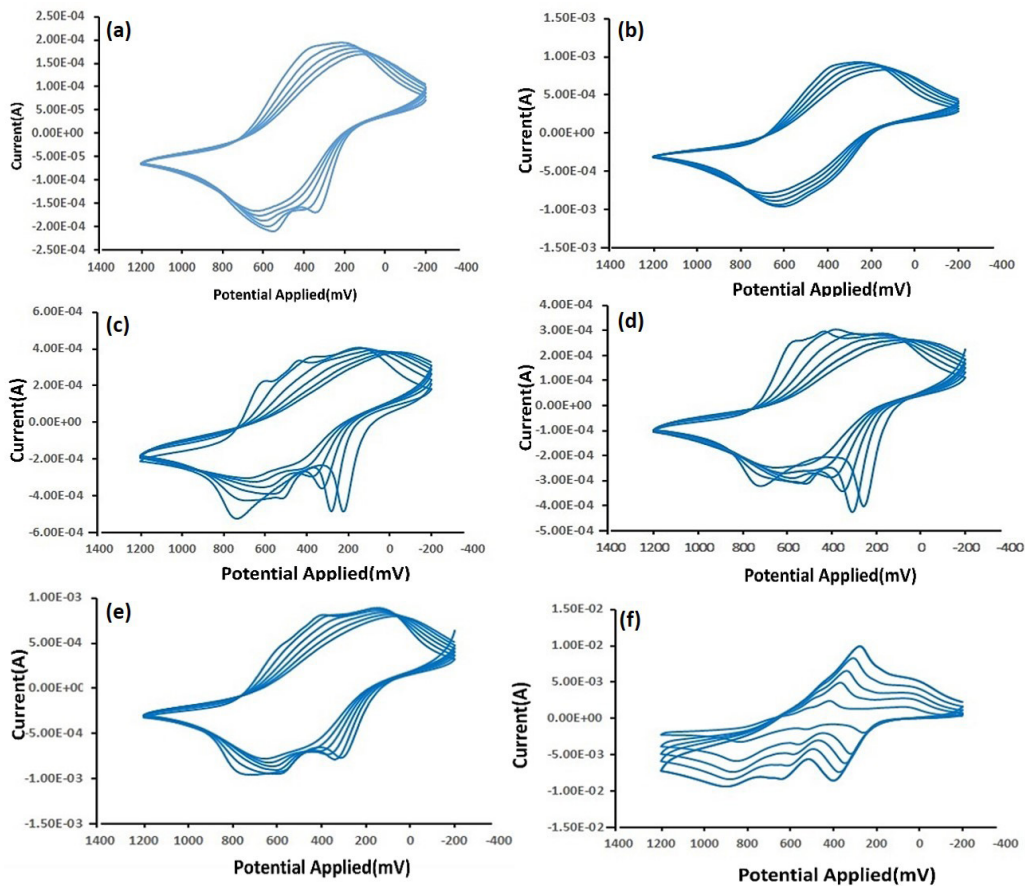 (a)
2.50E-04
2.00E-04
1.50E-04
1.00E-04
5.00E-05
0.00E+00
-5.00E-05
-1.00E-04
-1.50E-04
-2.00E-04
-2.50E-04
Current(A)
1400 1200 1000 800 600 400 200 0 -200 -400
Potential Applied(mV)
(b)
1.50E-03
1.00E-03
5.00E-04
0.00E+00
-5.00E-04
-1.00E-03
-1.50E-03
Current(A)
1400 1200 1000 800 600 400 200 0 -200 -400
Potential Applied(mV)
(c)
6.00E-04
4.00E-04
2.00E-04
0.00E+00
-2.00E-04
-4.00E-04
-6.00E-04
Current(A)
1400 1200 1000 800 600 400 200 0 -200 -400
Potential Applied(mV)
(d)
4.00E-04
3.00E-04
2.00E-04
1.00E-04
0.00E+00
-1.00E-04
-2.00E-04
-3.00E-04
-4.00E-04
-5.00E-04
Current(A)
1400 1200 1000 800 600 400 200 0 -200 -400
Potential Applied(mV)
(e)
1.00E-03
5.00E-04
0.00E+00
-5.00E-04
-1.00E-03
-1.50E-03
Current(A)
1400 1200 1000 800 600 400 200 0 -200 -400
Potential Applied(mV)
(f)
1.50E-02
1.00E-02
5.00E-03
0.00E+00
-5.00E-03
-1.00E-02
-1.50E-02
Current(A)
1400 1200 1000 800 600 400 200 0 -200 -400
Potential Applied(mV)